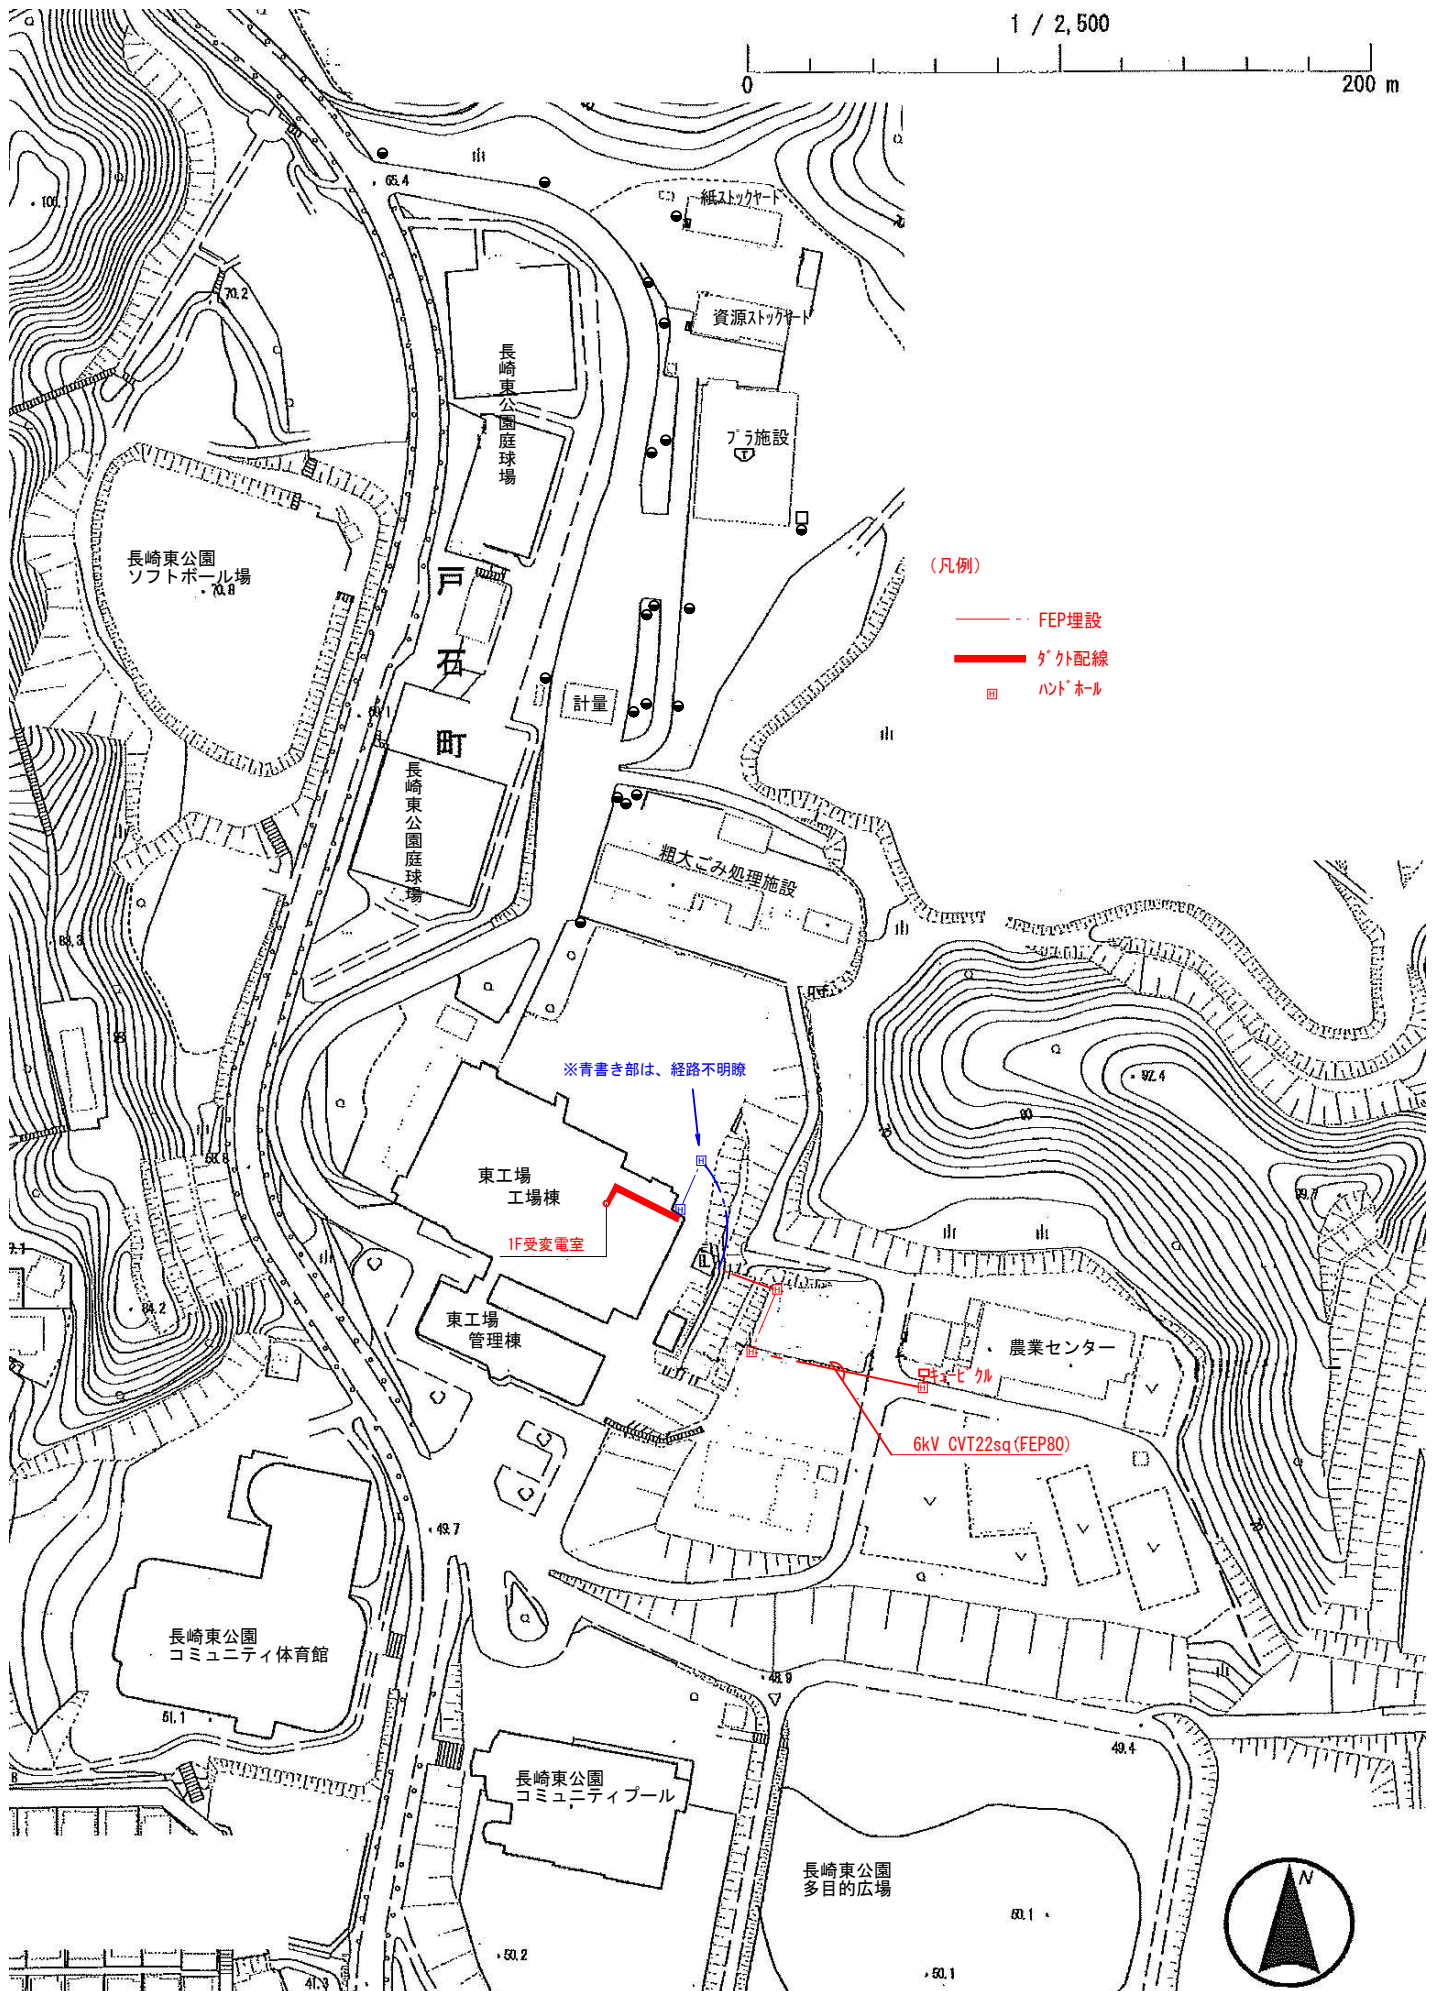 1 / 2,500
0
200 m
65.4
100.1
紙ストックヤード
70.2
資源ストックヤード
長崎東公園庭球場
プラ施設
長崎東公園
ソフトボール場
70.8
(凡例)
FEP埋設
ダクト配線
ハンドホール
H
戸石町
計量
60.1
長崎東公園庭球場
粗大ごみ処理施設
83.3
※青書き部は、経路不明瞭
92.4
90
H
東工場
工場棟
H
1F受変電室
84.2
H
東工場
管理棟
H
農業センター
キュービクル
H
6kV CVT22sq(FEP80)
49.7
長崎東公園
コミュニティ体育館
48.9
51.1
49.4
長崎東公園
コミュニティプール
長崎東公園
多目的広場
N
50.1
50.2
50.1
41.3